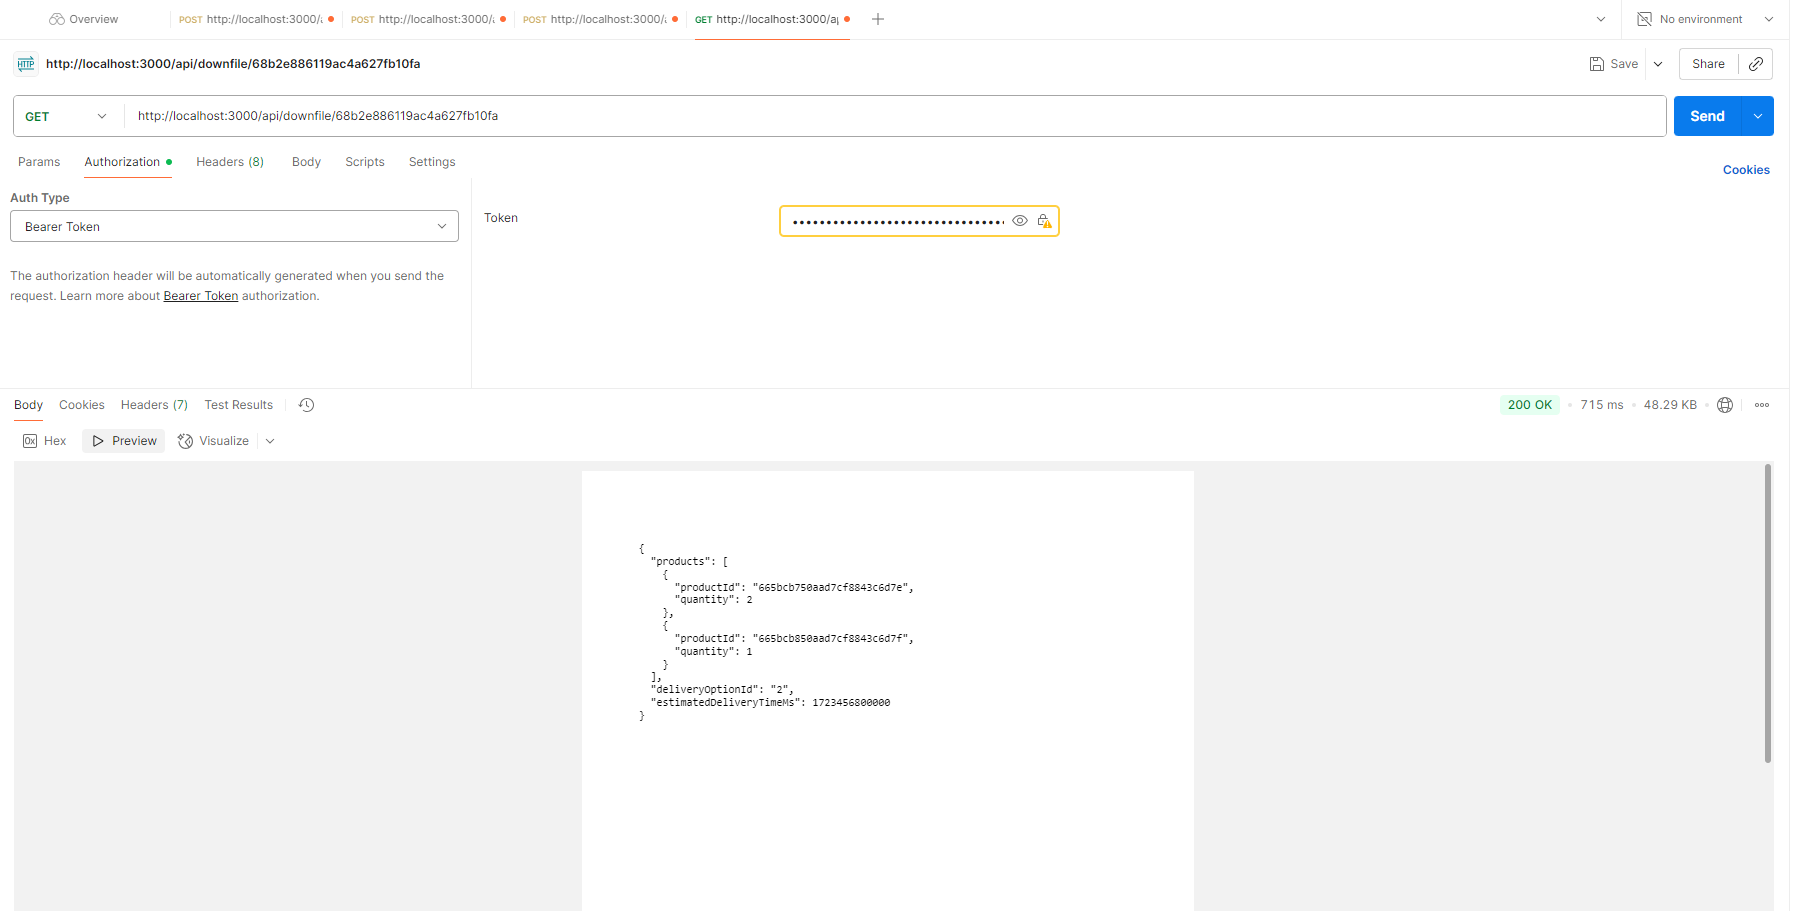 Overview
POST http://localhost:3000/a
POST http://localhost:3000/a
POST http://localhost:3000/a
GET http://localhost:3000/ap
No environment
HTTP http://localhost:3000/api/downfile/68b2e886119ac4a627fb10fa
Save
Share
GET
http://localhost:3000/api/downfile/68b2e886119ac4a627fb10fa
Send
Params
Authorization
Headers (8)
Body
Scripts
Settings
Cookies
Auth Type
Bearer Token
The authorization header will be automatically generated when you send the
request. Learn more about Bearer Token authorization.
Token
Body
Cookies
Headers (7)
Test Results
200 OK
715 ms
48.29 KB
0x Hex
Preview
Visualize
{
"products": [
{
"productId": "665bcb750aad7cf8843c6d7e",
"quantity": 2
},
{
"productId": "665bcb850aad7cf8843c6d7f",
"quantity": 1
}
],
"deliveryOptionId": "2",
"estimatedDeliveryTimeMs": 1723456800000
}